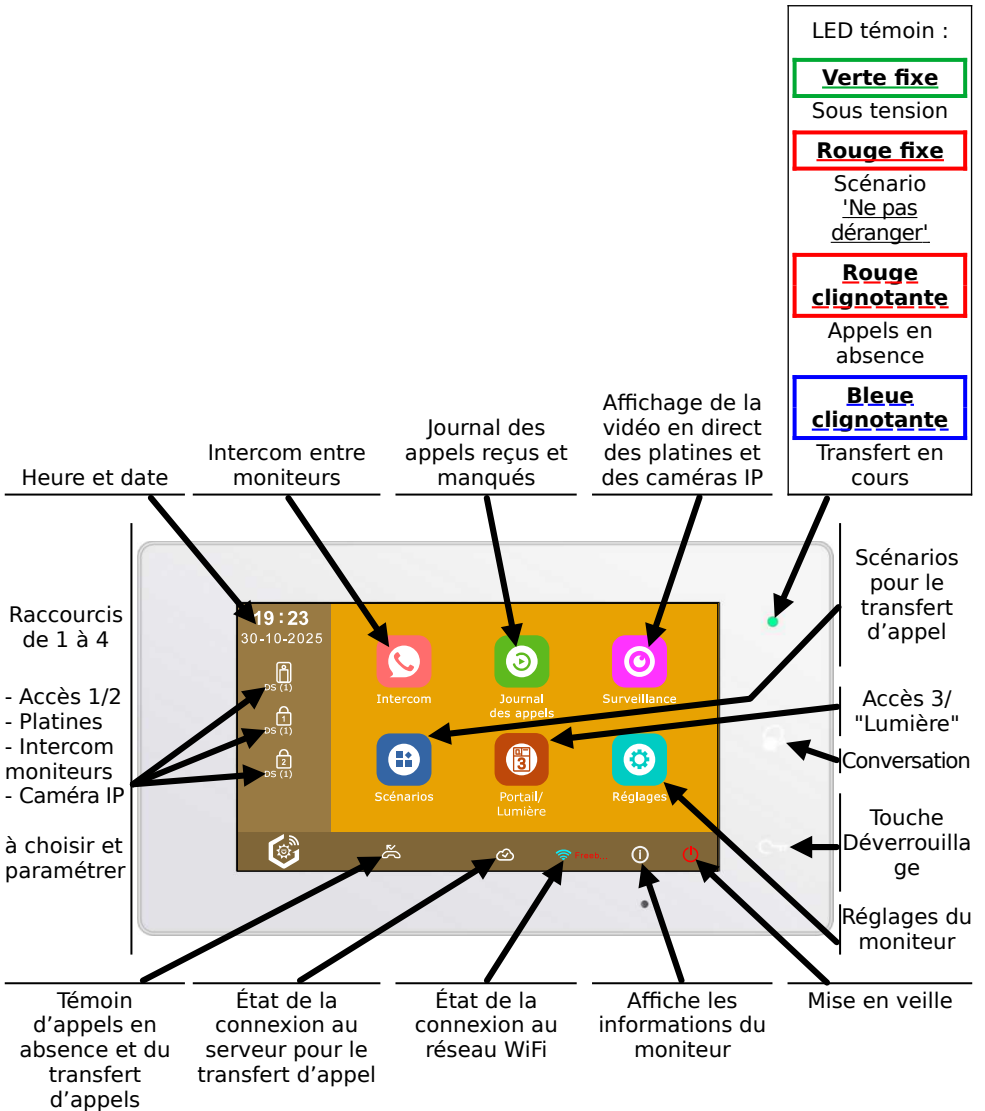 LED témoin :
Verte fixe
Sous tension
Rouge fixe
Scénario
'Ne pas
déranger'
Rouge
clignotante
Appels en
absence
Bleue
clignotante
Transfert en
cours
Heure et date
Intercom entre
moniteurs
Journal des
appels reçus et
manqués
Affichage de la
vidéo en direct
des platines et
des caméras IP
Raccourcis
de 1 à 4
- Accès 1/2
- Platines
- Intercom
moniteurs
- Caméra IP
à choisir et
paramétrer
19:23
30-10-2025
DS (1)
1
DS (1)
2
DS (1)
Intercom
Journal
des appels
Surveillance
Scénarios
3
Portail/
Lumière
Réglages
Freeb...
Scénarios
pour le
transfert
d'appel
Accès 3/
"Lumière"
Conversation
Touche
Déverrouilla
ge
Réglages du
moniteur
Témoin
d'appels en
absence et du
transfert
d'appels
État de la
connexion au
serveur pour le
transfert d'appel
État de la
connexion au
réseau WiFi
Affiche les
informations du
moniteur
Mise en veille